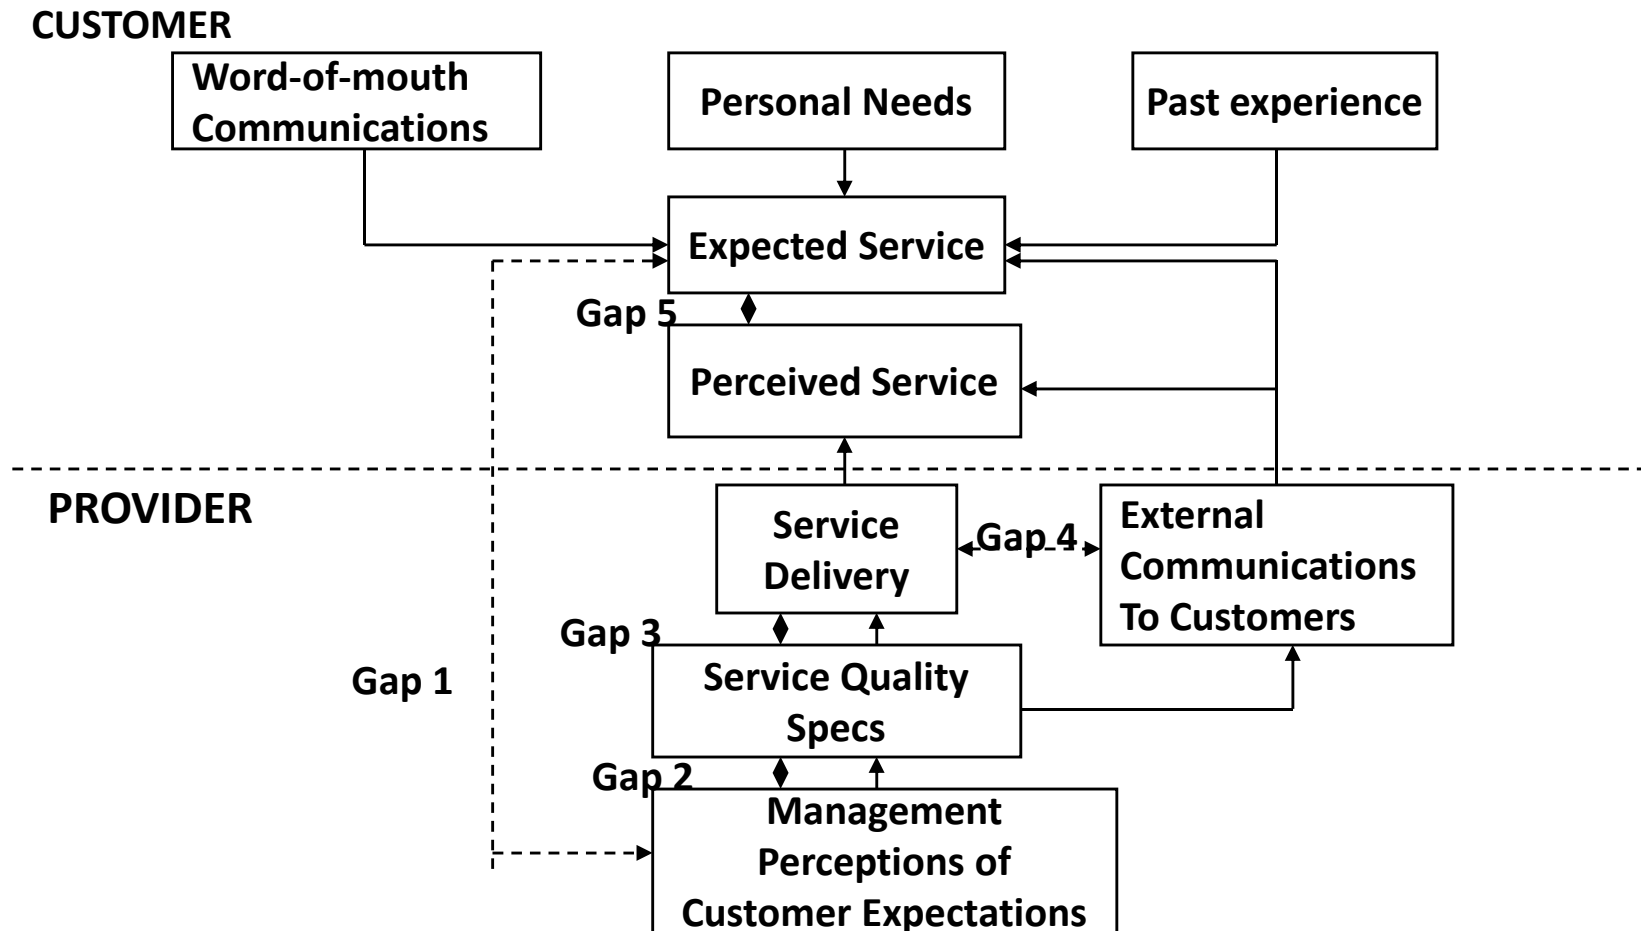 CUSTOMER
Word-of-mouth
Communications
Personal Needs
Past experience
Expected Service
Gap 5
Perceived Service
PROVIDER
Service
Delivery
Gap 4
External
Communications
To Customers
Gap 3
Service Quality
Specs
Gap 1
Gap 2
Management
Perceptions of
Customer Expectations